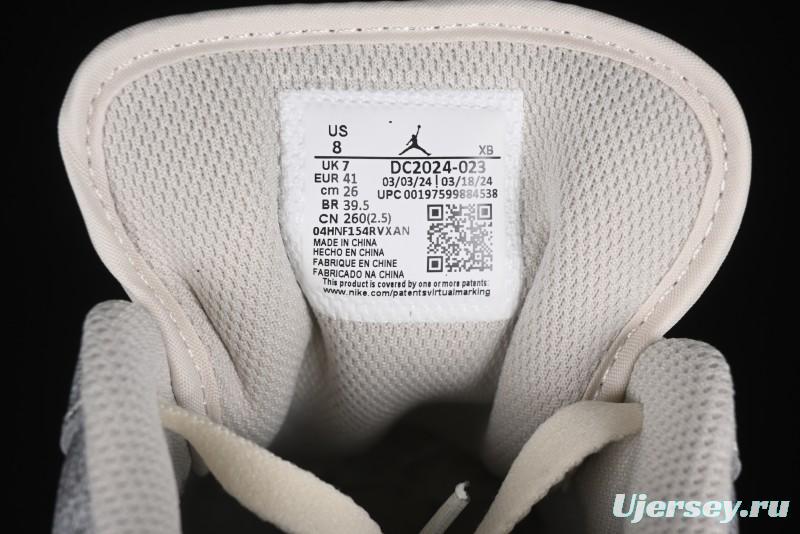 US
8 XB
UK 7 DC2024-023
EUR 41 03/03/24 | 03/18/24
cm 26 UPC 00197599884538
BR 39.5
CN 260(2.5)
04HNF154RVXAN
MADE IN CHINA
HECHO EN CHINA
FABRIQUE EN CHINE
FABRICADO NA CHINA
This product is covered by one or more patents:
www.nike.com/patentsvirtualmarking
Ujersey.ru